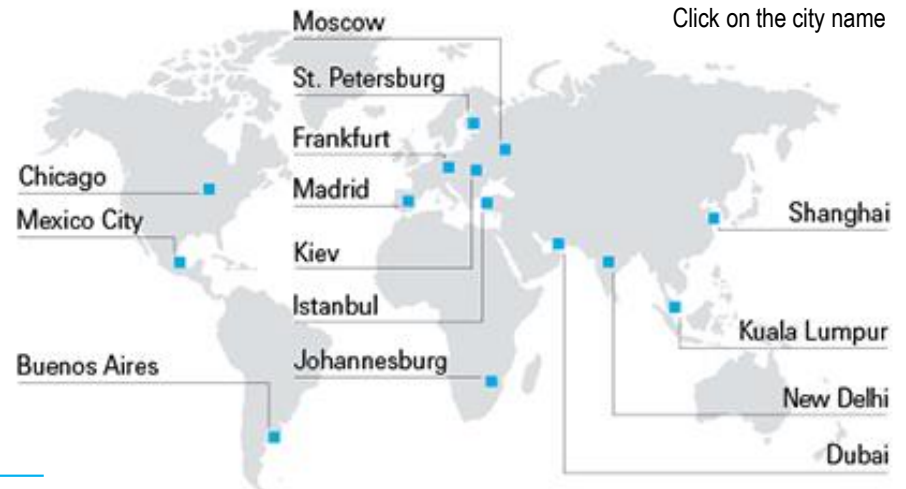 Moscow
Click on the city name
St. Petersburg
Frankfurt
Chicago
Madrid
Mexico City
Shanghai
Kiev
Istanbul
Kuala Lumpur
Johannesburg
Buenos Aires
New Delhi
Dubai